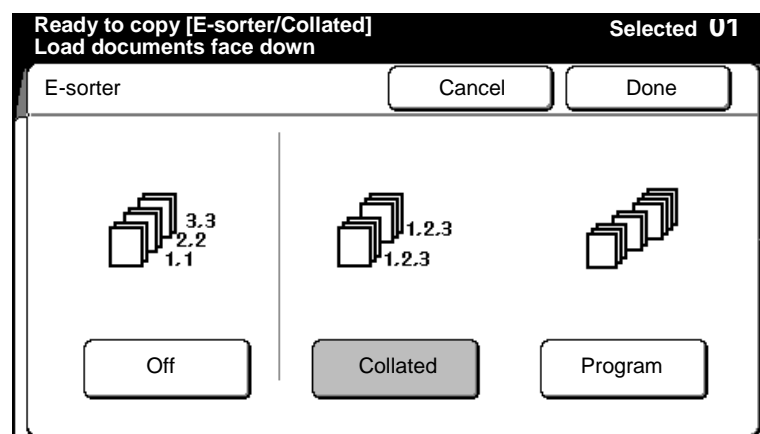 Ready to copy [E-sorter/Collated] Selected 01
Load documents face down
E-sorter Cancel Done
3,3
2,2
1,1
1,2,3
1,2,3
Off Collated Program